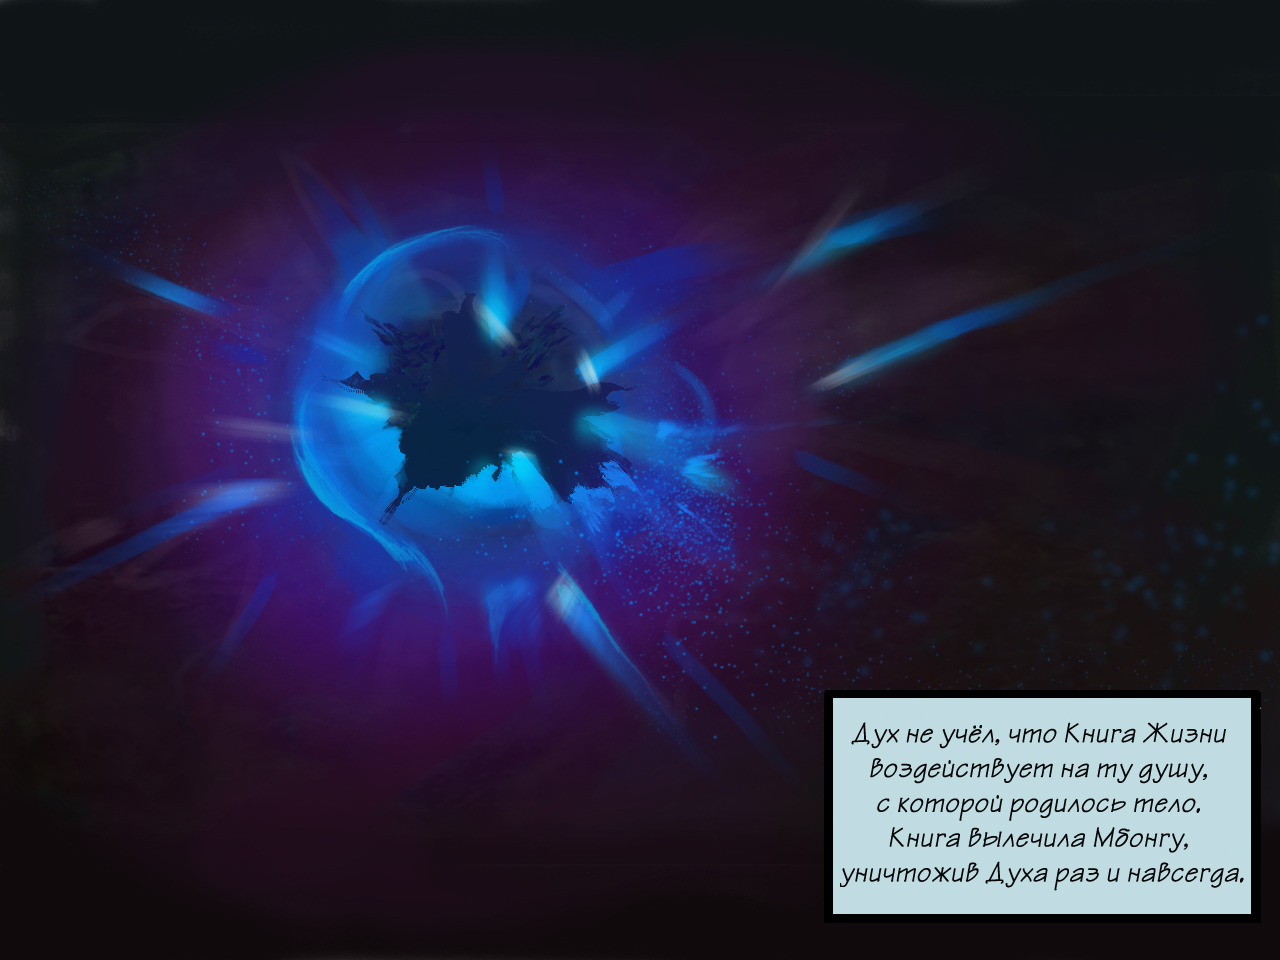 Дух не учёл, что Книга Жизни
воздействует на ту душу,
с которой родилось тело.
Книга вылечила Мбонгу,
уничтожив Духа раз и навсегда.